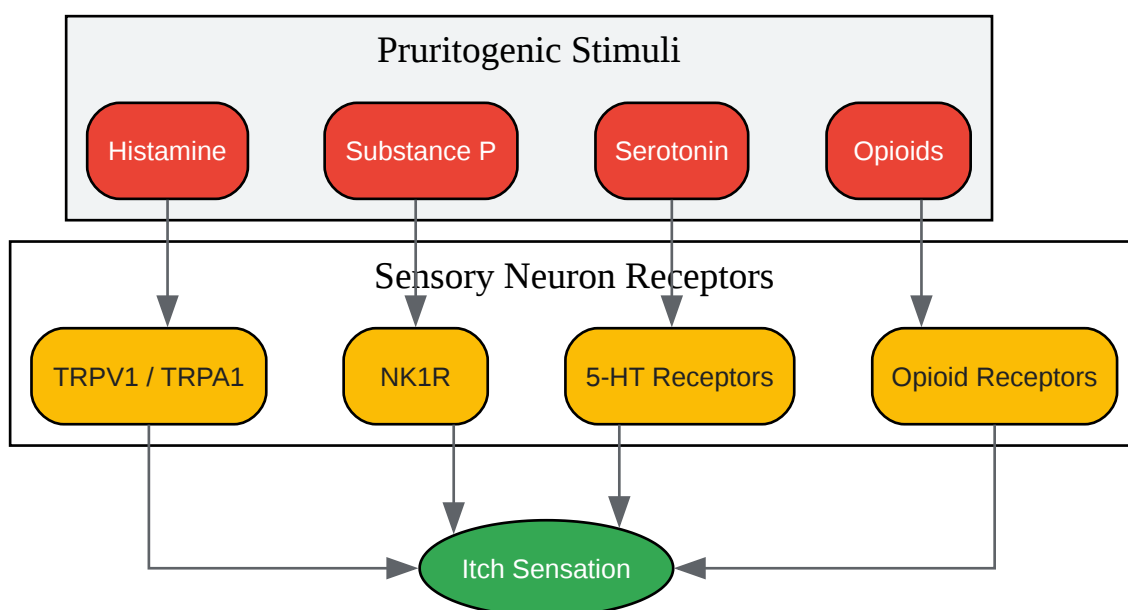 Pruritogenic Stimuli
Histamine
Substance P
Serotonin
Opioids
Sensory Neuron Receptors
TRPV1 / TRPA1
NK1R
5-HT Receptors
Opioid Receptors
Itch Sensation